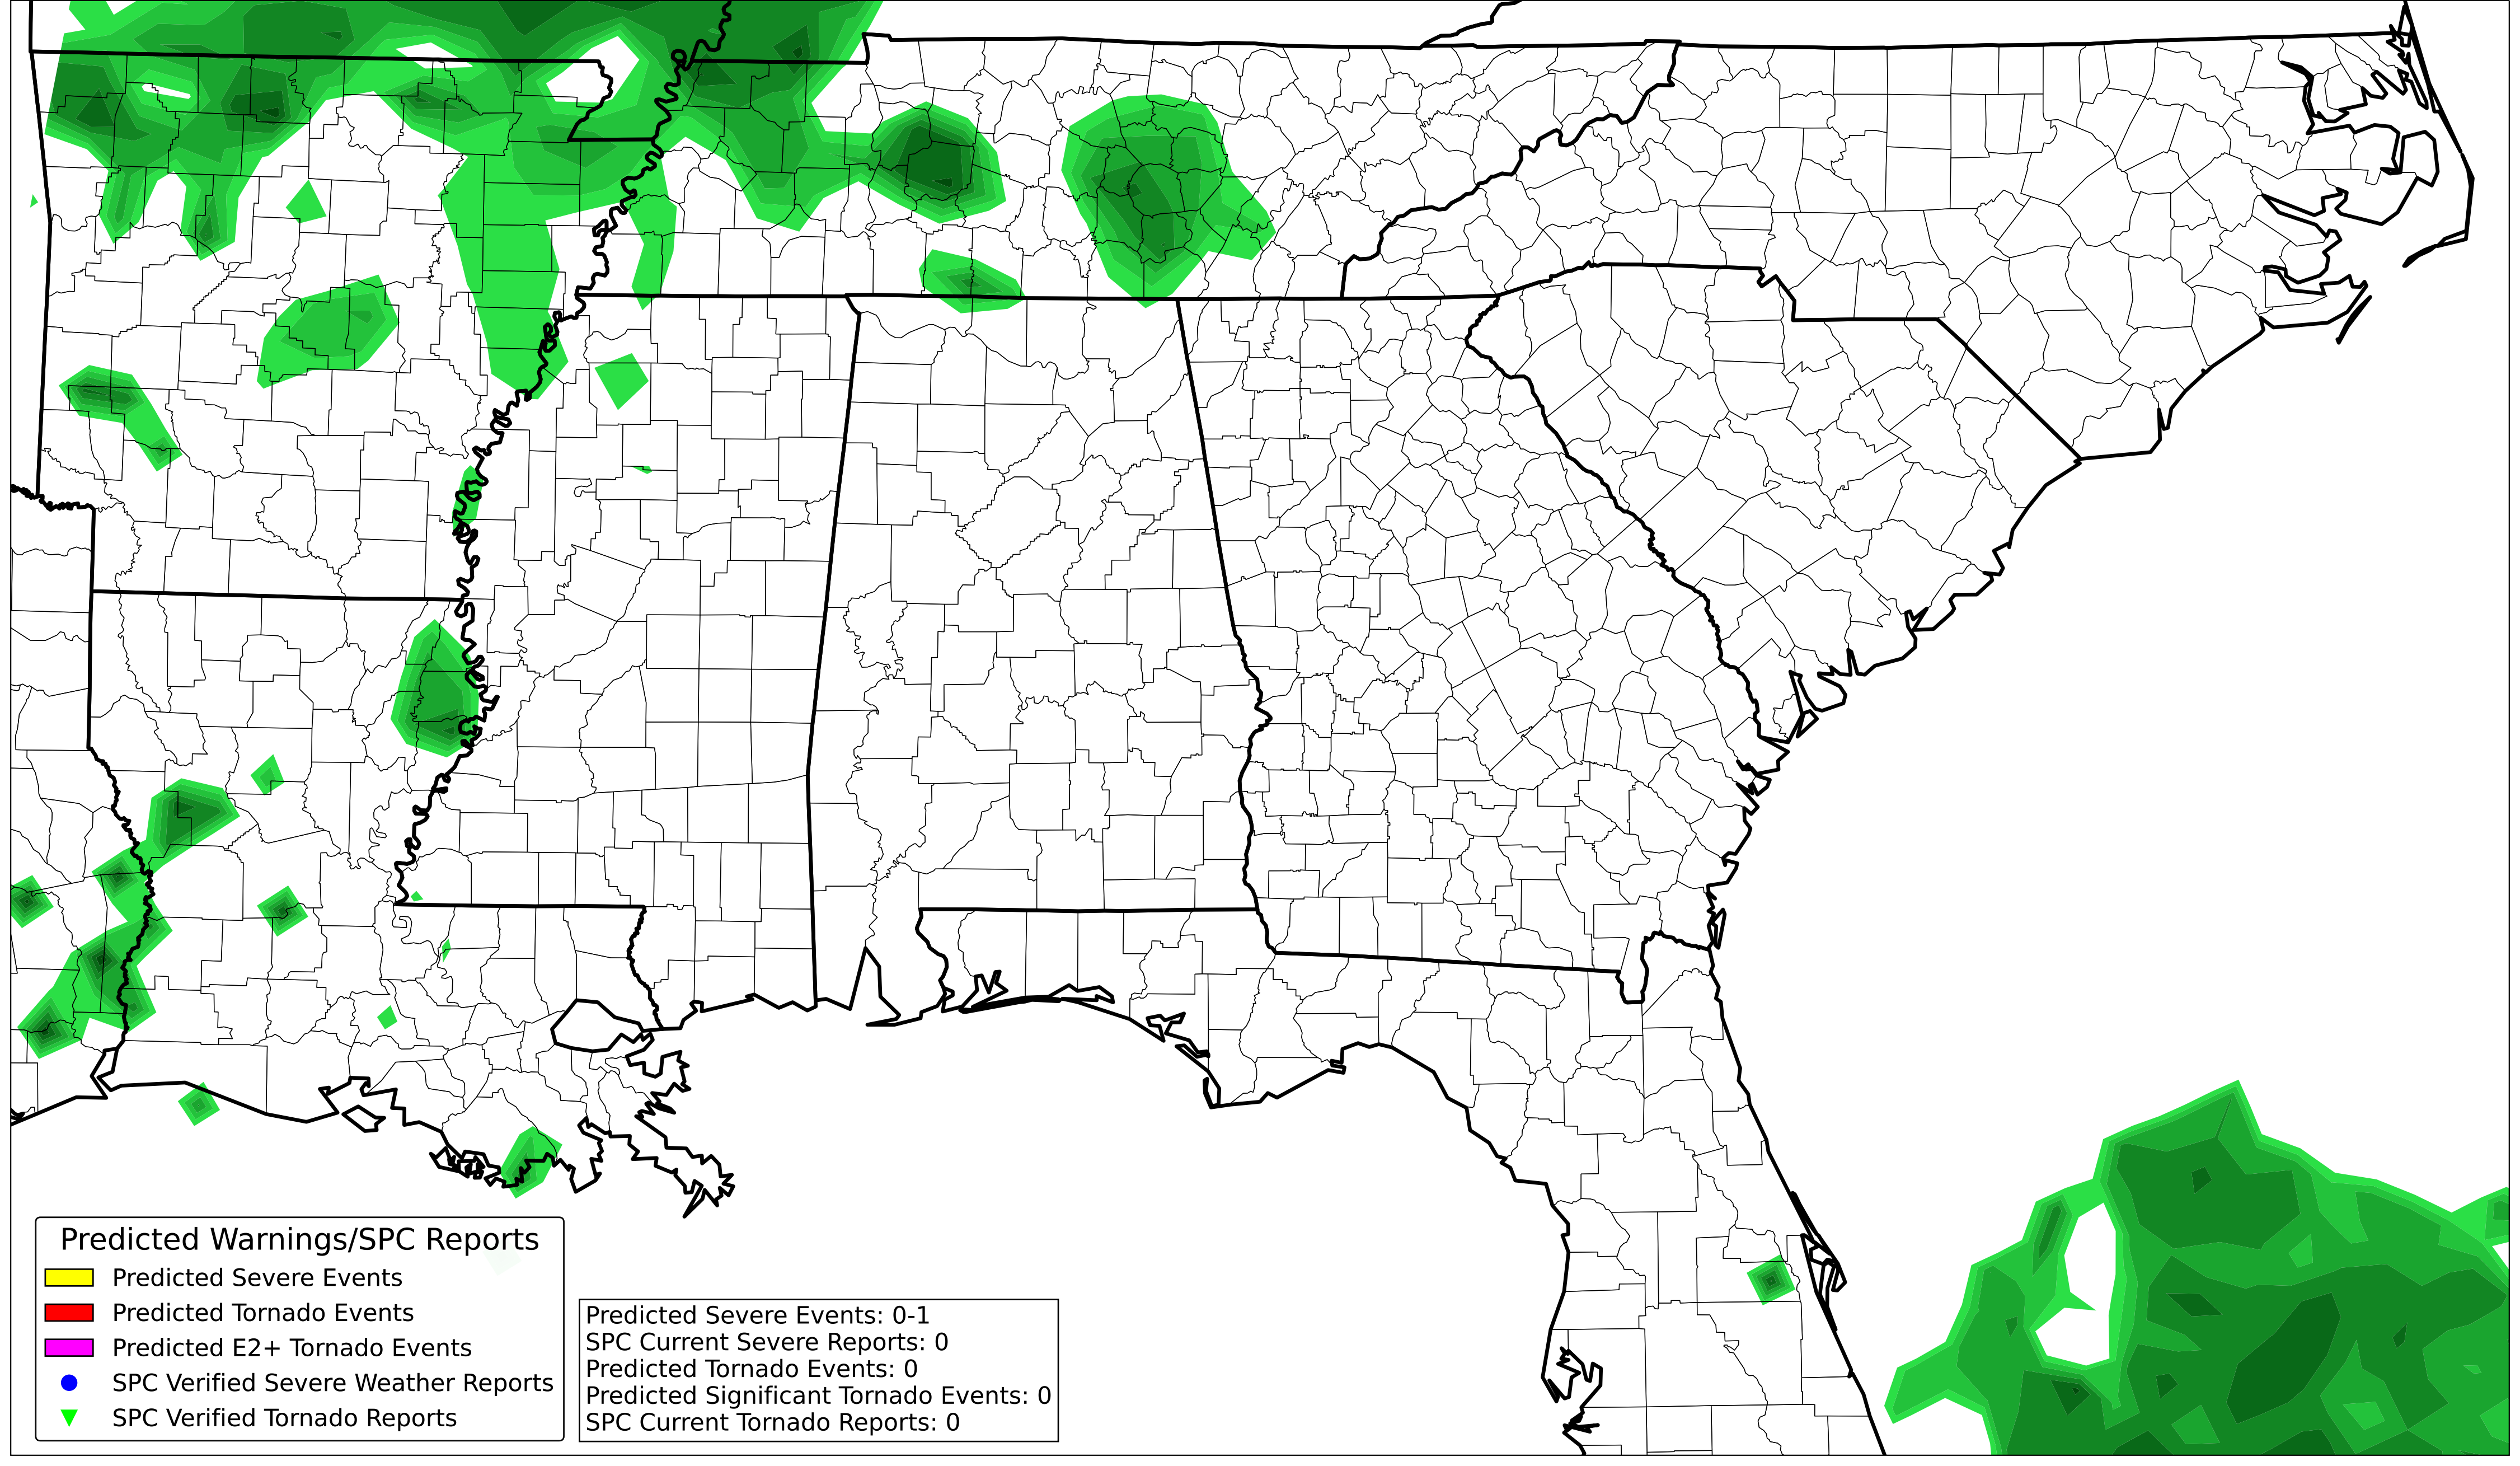 Predicted Warnings/SPC Reports
Predicted Severe Events
Predicted Tornado Events
Predicted E2+ Tornado Events
SPC Verified Severe Weather Reports
SPC Verified Tornado Reports
Predicted Severe Events: 0-1
SPC Current Severe Reports: 0
Predicted Tornado Events: 0
Predicted Significant Tornado Events: 0
SPC Current Tornado Reports: 0